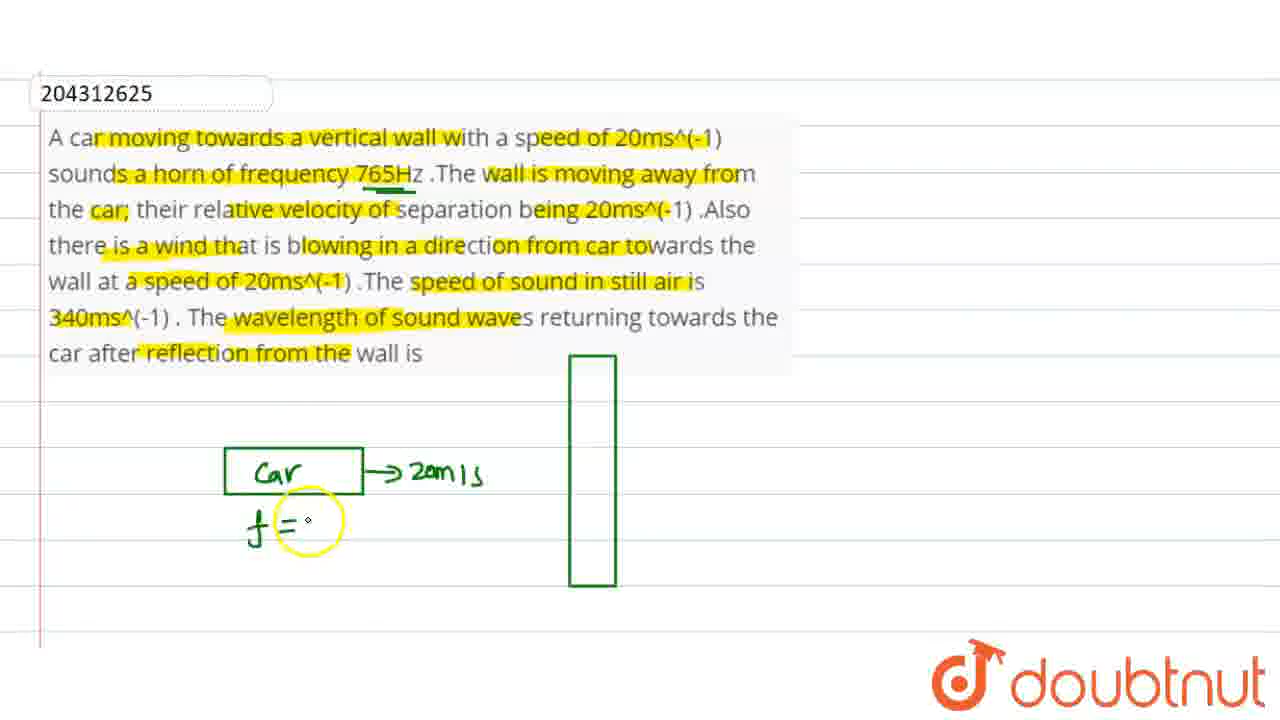 204312625
A car moving towards a vertical wall with a speed of 20ms^(-1)
sounds a horn of frequency 765Hz .The wall is moving away from
the car; their relative velocity of separation being 20ms^(-1) .Also
there is a wind that is blowing in a direction from car towards the
wall at a speed of 20ms^(-1) .The speed of sound in still air is
340ms^(-1) . The wavelength of sound waves returning towards the
car after reflection from the wall is
Car → 20m/s
f =
doubtnut